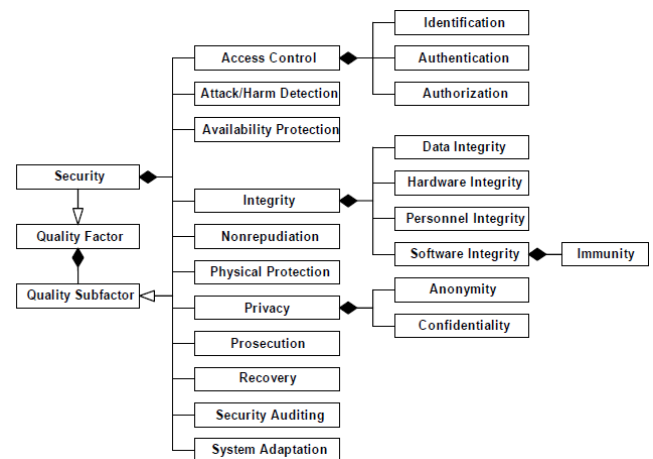 Identification
Access Control
Authentication
Attack/Harm Detection
Authorization
Availability Protection
Data Integrity
Security
Hardware Integrity
Integrity
Personnel Integrity
Quality Factor
Nonrepudiation
Software Integrity
Immunity
Physical Protection
Quality Subfactor
Anonymity
Privacy
Confidentiality
Prosecution
Recovery
Security Auditing
System Adaptation